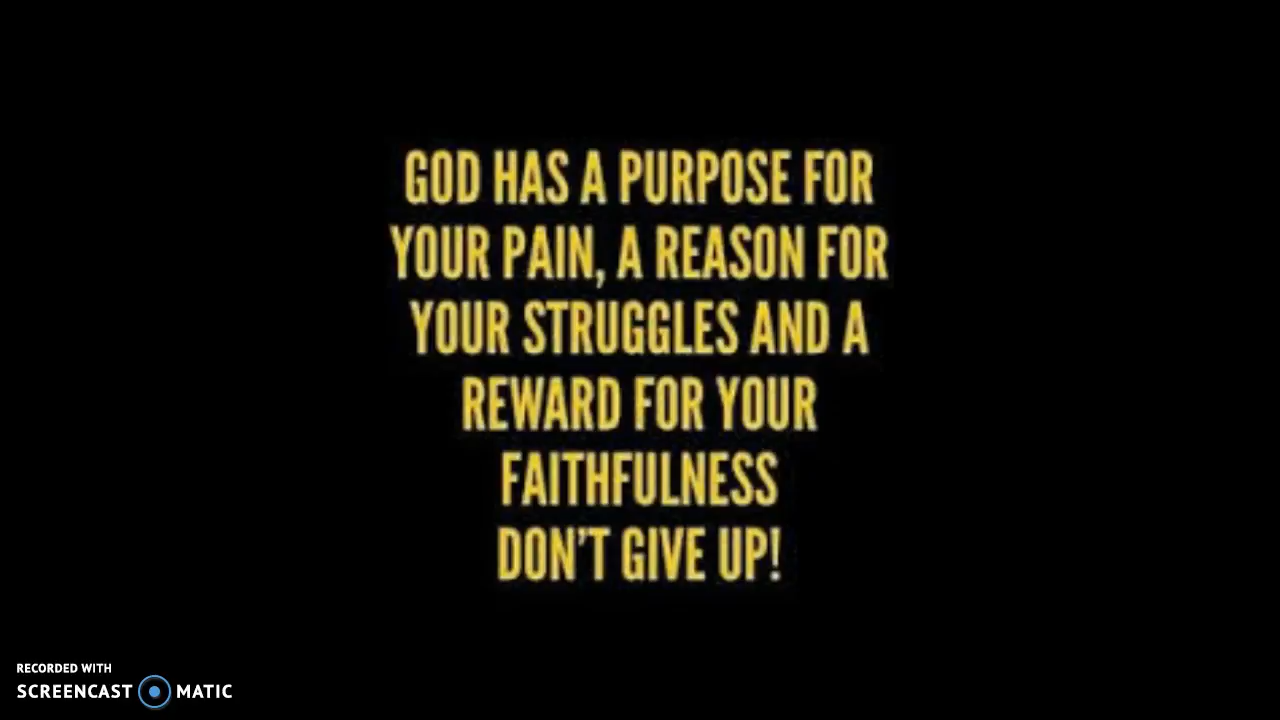 GOD HAS A PURPOSE FOR
YOUR PAIN, A REASON FOR
YOUR STRUGGLES AND A
REWARD FOR YOUR
FAITHFULNESS
DON'T GIVE UP!
RECORDED WITH
SCREENCAST MATIC